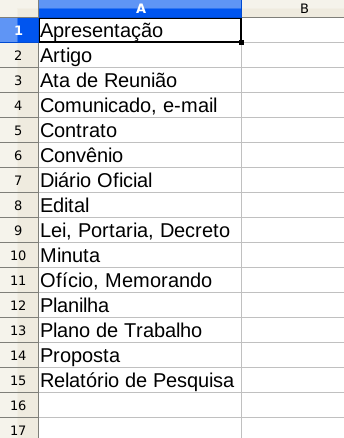 A B
1 Apresentação
2 Artigo
3 Ata de Reunião
4 Comunicado, e-mail
5 Contrato
6 Convênio
7 Diário Oficial
8 Edital
9 Lei, Portaria, Decreto
10 Minuta
11 Ofício, Memorando
12 Planilha
13 Plano de Trabalho
14 Proposta
15 Relatório de Pesquisa
16
17